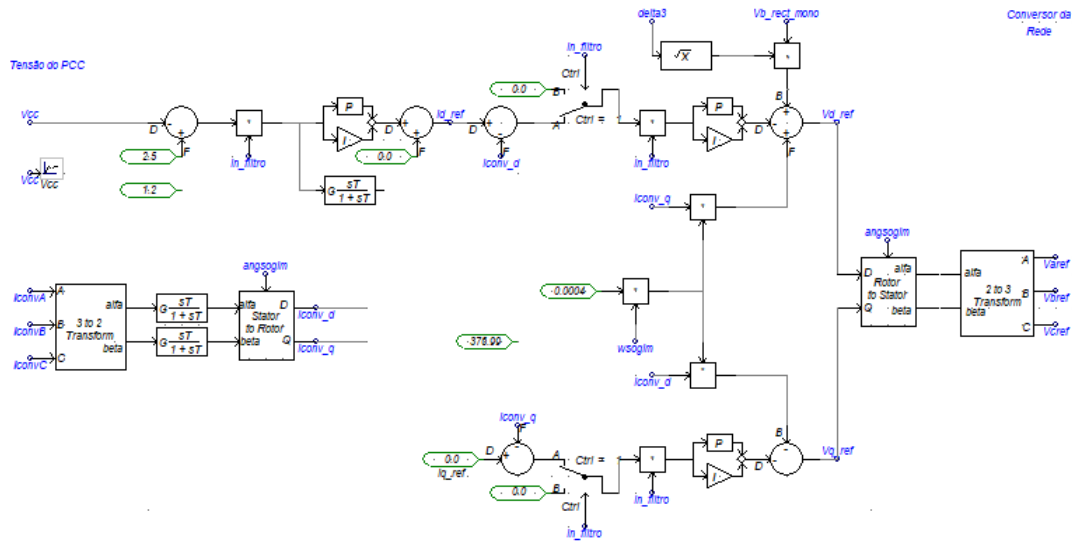 delta3
Vb_rect_mono
Conversor da
Rede
in_filtro
Tensão do PCC
Ctrl
√X
*
0.0
B
Ctrl =
A
B
Vcc
D
-
+
F
2.5
*
in_filtro
P
I
D
+
+
F
0.0
Id_ref
D
+
-
F
Iconv_d
*
in_filtro
P
I
D
-
+
+
F
Vd_ref
Vcc
Vcc
1.2
G sT
1 + sT
Iconv_q
*
angsogim
angsogim
IconvA
A
IconvB
B
IconvC
C
3 to 2
Transform
alfa
beta
G sT
1 + sT
G sT
1 + sT
alfa
beta
Stator
to Rotor
D
Q
Iconv_d
Iconv_q
0.0004
*
wsogim
376.99
D
Q
Rotor
to Stator
alfa
beta
alfa
beta
2 to 3
Transform
A
B
C
Varef
Vbref
Vcref
Iconv_d
*
Iconv_q
F
-
D
+
0.0
Iq_ref
A
B
Ctrl =
0.0
Ctrl
in_filtro
*
in_filtro
P
I
D
-
B
-
Vq_ref